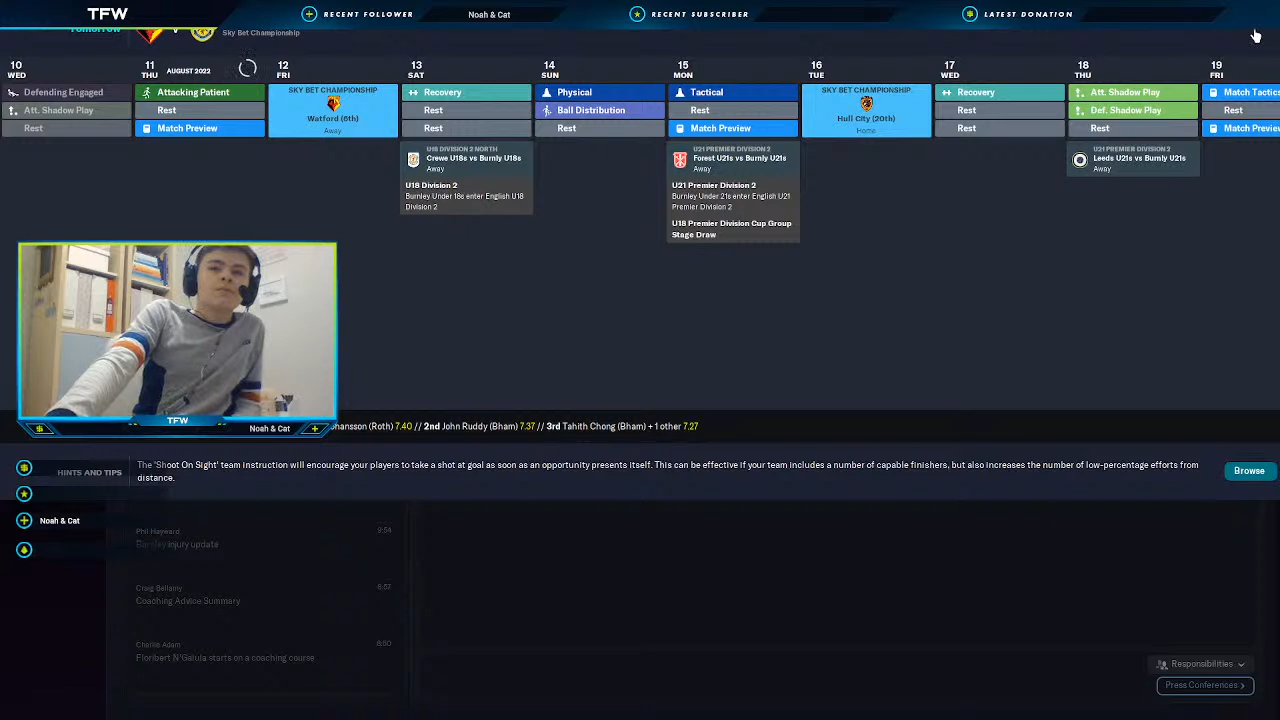 TFW
RECENT FOLLOWER
Noah & Cat
RECENT SUBSCRIBER
LATEST DONATION
Tomorrow
v
Sky Bet Championship
10
WED
11
THU
AUGUST 2022
12
FRI
13
SAT
14
SUN
15
MON
16
TUE
17
WED
18
THU
19
FRI
Defending Engaged
Att. Shadow Play
Rest
Attacking Patient
Rest
Match Preview
SKY BET CHAMPIONSHIP
Watford (6th)
Away
Recovery
Rest
Rest
U18 DIVISION 2 NORTH
Crewe U18s vs Burnly U18s
Away
U18 Division 2
Burnley Under 18s enter English U18
Division 2
Physical
Ball Distribution
Rest
Tactical
Rest
Match Preview
U21 PREMIER DIVISION 2
Forest U21s vs Burnly U21s
Away
U21 Premier Division 2
Burnley Under 21s enter English U21
Premier Division 2
U18 Premier Division Cup Group
Stage Draw
SKY BET CHAMPIONSHIP
Hull City (20th)
Home
Recovery
Rest
Rest
Att. Shadow Play
Def. Shadow Play
Rest
U21 PREMIER DIVISION 2
Leeds U21s vs Burnly U21s
Away
Match Tactics
Rest
Match Preview
TFW
Noah & Cat
ohansson (Roth) 7.40 // 2nd John Ruddy (Bham) 7.37 // 3rd Tahith Chong (Bham) + 1 other 7.27
HINTS AND TIPS
The 'Shoot On Sight' team instruction will encourage your players to take a shot at goal as soon as an opportunity presents itself. This can be effective if your team includes a number of capable finishers, but also increases the number of low-percentage efforts from
distance.
Browse
Noah & Cat
Phil Hayward
9:54
Barnsley injury update
Craig Bellamy
8:57
Coaching Advice Summary
Charlie Adam
8:50
Floribert N'Galula starts on a coaching course
Responsibilities
Press Conferences